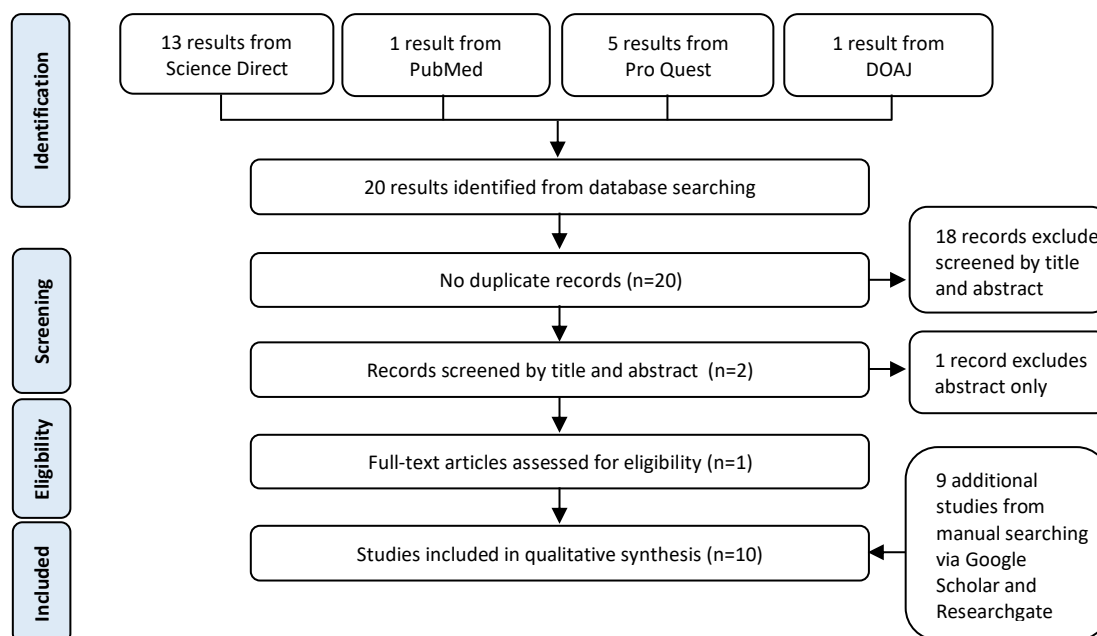 Identification
13 results from
Science Direct
1 result from
PubMed
5 results from
Pro Quest
1 result from
DOAJ
20 results identified from database searching
Screening
No duplicate records (n=20)
18 records exclude
screened by title
and abstract
Records screened by title and abstract (n=2)
1 record excludes
abstract only
Eligibility
Full-text articles assessed for eligibility (n=1)
Included
Studies included in qualitative synthesis (n=10)
9 additional
studies from
manual searching
via Google
Scholar and
Researchgate